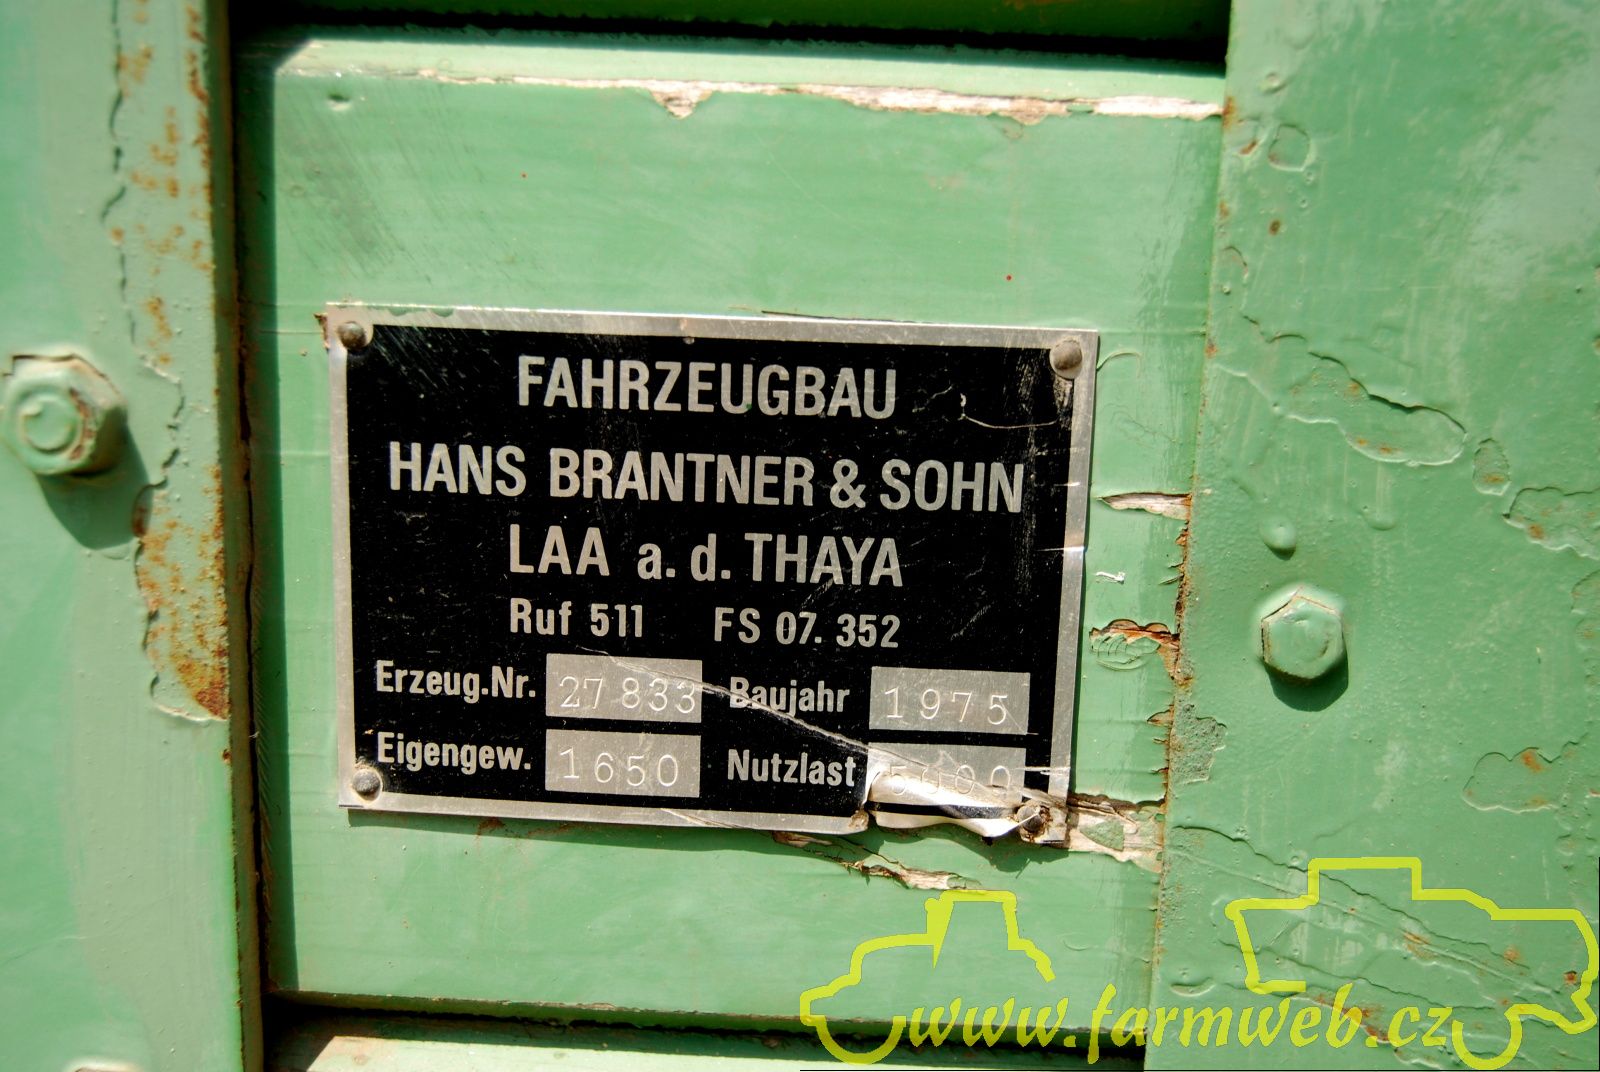 FAHRZEUGBAU
HANS BRANTNER & SOHN
LAA a. d. THAYA
Ruf 511 FS 07. 352
Erzeug.Nr. 27833 Baujahr 1975
Eigengew. 1650 Nutzlast 5000
www.farmweb.cz